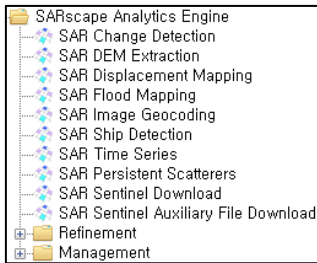 SARscape Analytics Engine
SAR Change Detection
SAR DEM Extraction
SAR Displacement Mapping
SAR Flood Mapping
SAR Image Geocoding
SAR Ship Detection
SAR Time Series
SAR Persistent Scatterers
SAR Sentinel Download
SAR Sentinel Auxiliary File Download
Refinement
Management